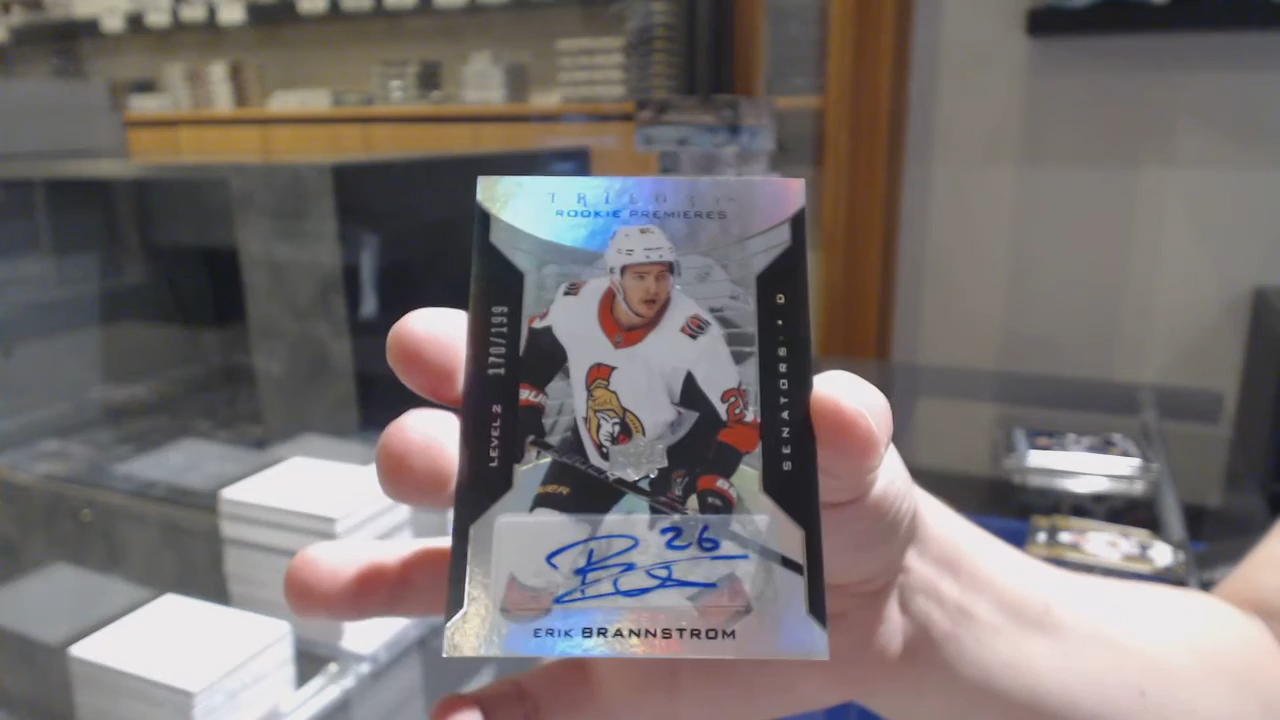 TRILOGY
ROOKIE PREMIERES
LEVEL 2 170/199
SENATORS • D
26
ERIK BRANNSTROM